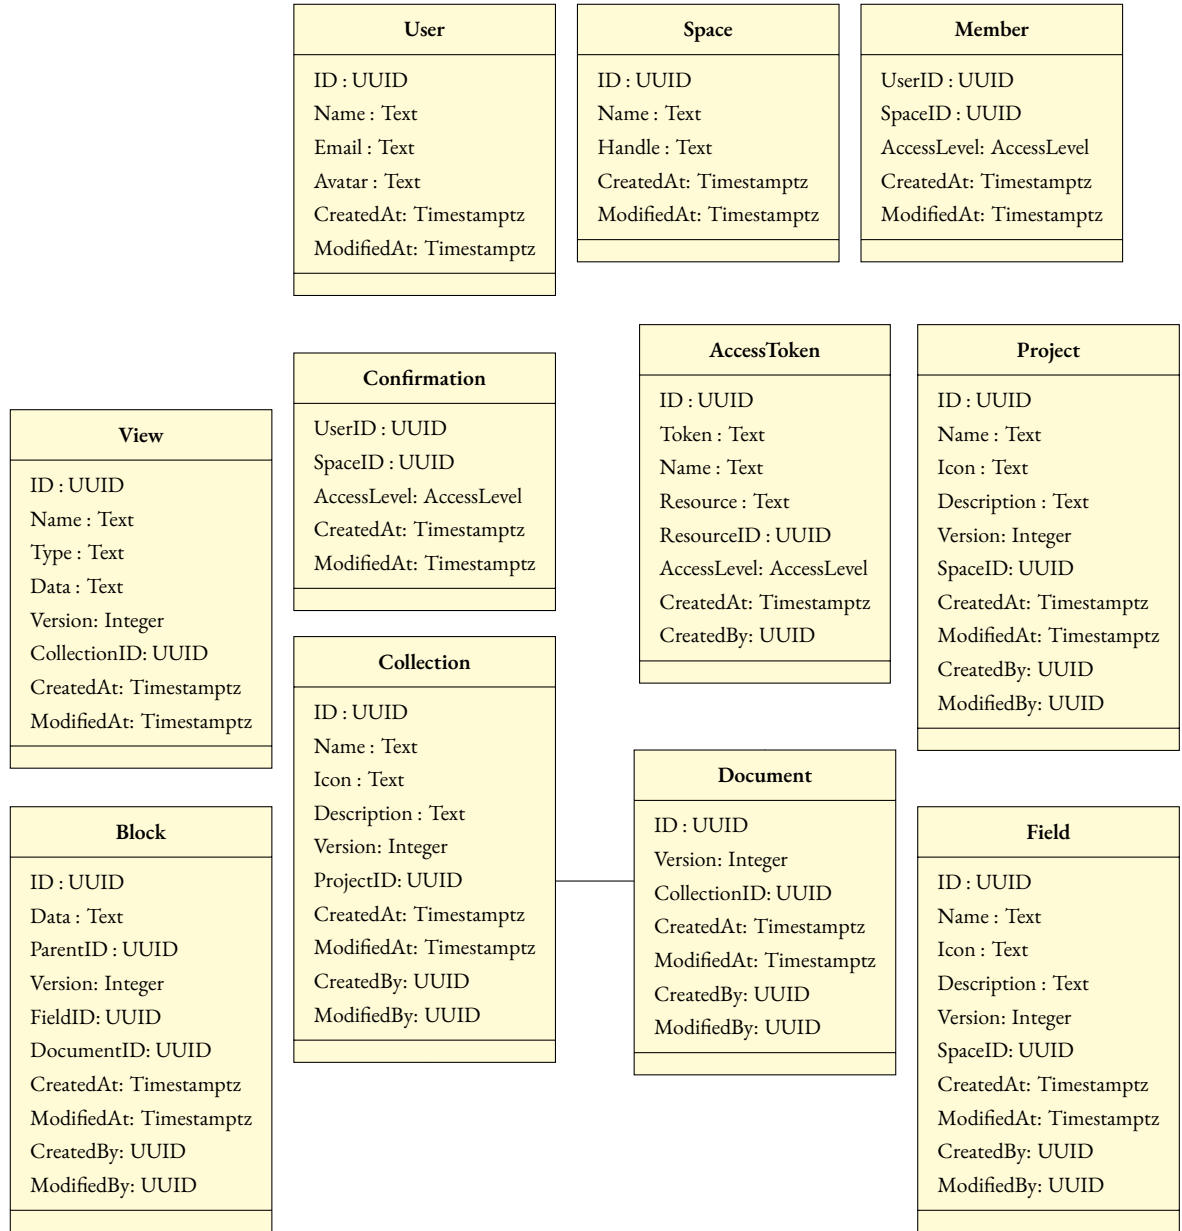 User
ID : UUID
Name : Text
Email : Text
Avatar : Text
CreatedAt: Timestamptz
ModifiedAt: Timestamptz
Space
ID : UUID
Name : Text
Handle : Text
CreatedAt: Timestamptz
ModifiedAt: Timestamptz
Member
UserID : UUID
SpaceID : UUID
AccessLevel: AccessLevel
CreatedAt: Timestamptz
ModifiedAt: Timestamptz
View
ID : UUID
Name : Text
Type : Text
Data : Text
Version: Integer
CollectionID: UUID
CreatedAt: Timestamptz
ModifiedAt: Timestamptz
Confirmation
UserID : UUID
SpaceID : UUID
AccessLevel: AccessLevel
CreatedAt: Timestamptz
ModifiedAt: Timestamptz
AccessToken
ID : UUID
Token : Text
Name : Text
Resource : Text
ResourceID : UUID
AccessLevel: AccessLevel
CreatedAt: Timestamptz
CreatedBy: UUID
Project
ID : UUID
Name : Text
Icon : Text
Description : Text
Version: Integer
SpaceID: UUID
CreatedAt: Timestamptz
ModifiedAt: Timestamptz
CreatedBy: UUID
ModifiedBy: UUID
Block
ID : UUID
Data : Text
ParentID : UUID
Version: Integer
FieldID: UUID
DocumentID: UUID
CreatedAt: Timestamptz
ModifiedAt: Timestamptz
CreatedBy: UUID
ModifiedBy: UUID
Collection
ID : UUID
Name : Text
Icon : Text
Description : Text
Version: Integer
ProjectID: UUID
CreatedAt: Timestamptz
ModifiedAt: Timestamptz
CreatedBy: UUID
ModifiedBy: UUID
Document
ID : UUID
Version: Integer
CollectionID: UUID
CreatedAt: Timestamptz
ModifiedAt: Timestamptz
CreatedBy: UUID
ModifiedBy: UUID
Field
ID : UUID
Name : Text
Icon : Text
Description : Text
Version: Integer
SpaceID: UUID
CreatedAt: Timestamptz
ModifiedAt: Timestamptz
CreatedBy: UUID
ModifiedBy: UUID